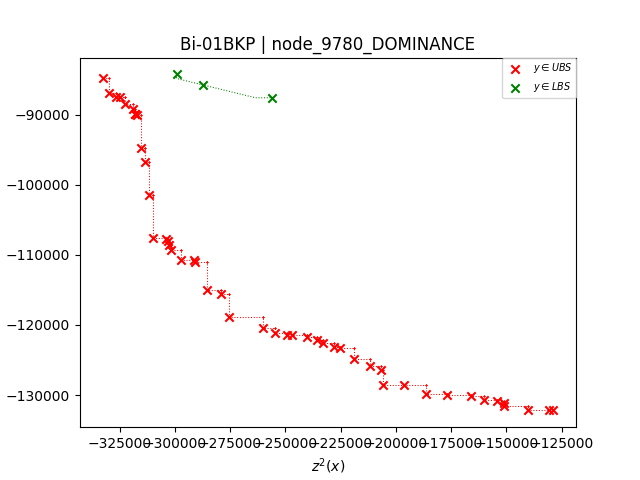 Bi-01BKP | node_9780_DOMINANCE
y ∈ UBS
y ∈ LBS
−90000
−100000
−110000
−120000
−130000
−325000 −300000 −275000 −250000 −225000 −200000 −175000 −150000 −125000
z²(x)